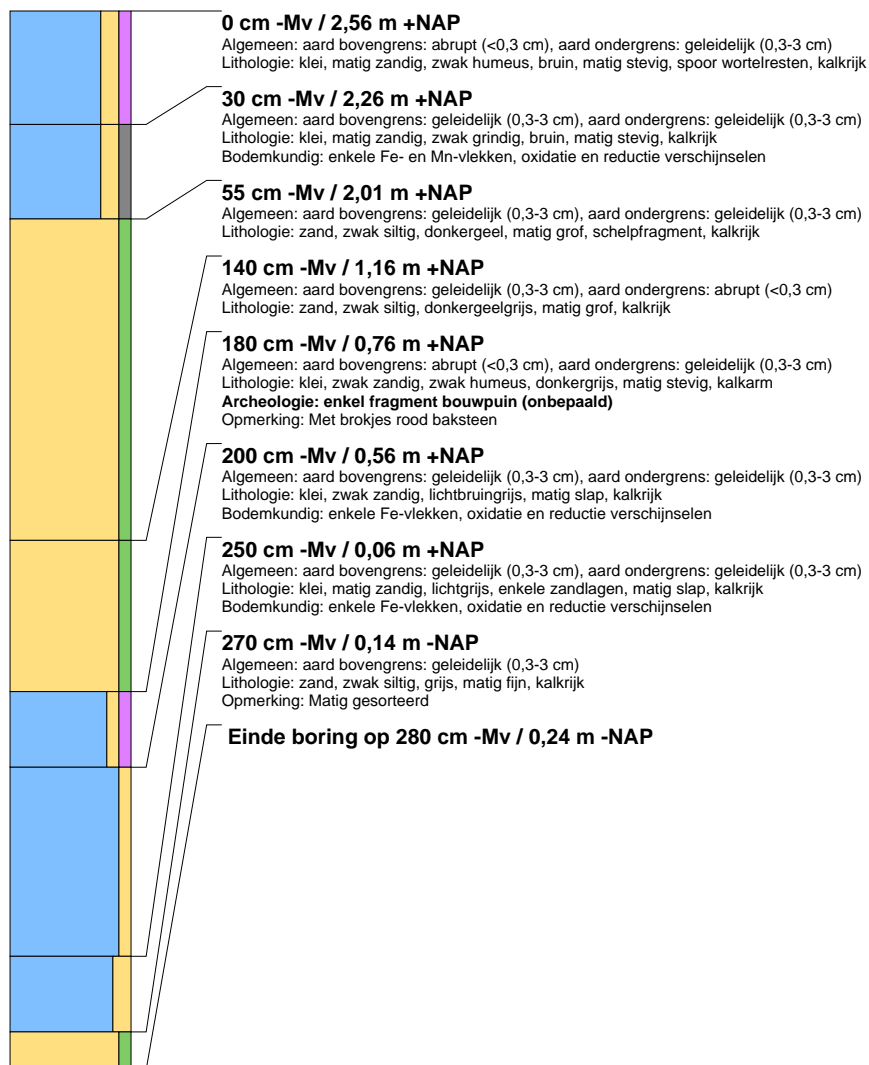 0 cm -Mv / 2,56 m +NAP
Algemeen: aard bovengrens: abrupt (<0,3 cm), aard ondergrens: geleidelijk (0,3-3 cm)
Lithologie: klei, matig zandig, zwak humeus, bruin, matig stevig, spoor wortelresten, kalkrijk
30 cm -Mv / 2,26 m +NAP
Algemeen: aard bovengrens: geleidelijk (0,3-3 cm), aard ondergrens: geleidelijk (0,3-3 cm)
Lithologie: klei, matig zandig, zwak grindig, bruin, matig stevig, kalkrijk
Bodemkundig: enkele Fe- en Mn-vlekken, oxidatie en reductie verschijnselen
55 cm -Mv / 2,01 m +NAP
Algemeen: aard bovengrens: geleidelijk (0,3-3 cm), aard ondergrens: geleidelijk (0,3-3 cm)
Lithologie: zand, zwak siltig, donkergeel, matig grof, schelpfragment, kalkrijk
140 cm -Mv / 1,16 m +NAP
Algemeen: aard bovengrens: geleidelijk (0,3-3 cm), aard ondergrens: abrupt (<0,3 cm)
Lithologie: zand, zwak siltig, donkergeelgrijs, matig grof, kalkrijk
180 cm -Mv / 0,76 m +NAP
Algemeen: aard bovengrens: abrupt (<0,3 cm), aard ondergrens: geleidelijk (0,3-3 cm)
Lithologie: klei, zwak zandig, zwak humeus, donkergrijs, matig stevig, kalkarm
Archeologie: enkel fragment bouwpuin (onbepaald)
Opmerking: Met brokjes rood baksteen
200 cm -Mv / 0,56 m +NAP
Algemeen: aard bovengrens: geleidelijk (0,3-3 cm), aard ondergrens: geleidelijk (0,3-3 cm)
Lithologie: klei, zwak zandig, lichtbruingrijs, matig slap, kalkrijk
Bodemkundig: enkele Fe-vlekken, oxidatie en reductie verschijnselen
250 cm -Mv / 0,06 m +NAP
Algemeen: aard bovengrens: geleidelijk (0,3-3 cm), aard ondergrens: geleidelijk (0,3-3 cm)
Lithologie: klei, matig zandig, lichtgrijs, enkele zandlagen, matig slap, kalkrijk
Bodemkundig: enkele Fe-vlekken, oxidatie en reductie verschijnselen
270 cm -Mv / 0,14 m -NAP
Algemeen: aard bovengrens: geleidelijk (0,3-3 cm)
Lithologie: zand, zwak siltig, grijs, matig fijn, kalkrijk
Opmerking: Matig gesorteerd
Einde boring op 280 cm -Mv / 0,24 m -NAP